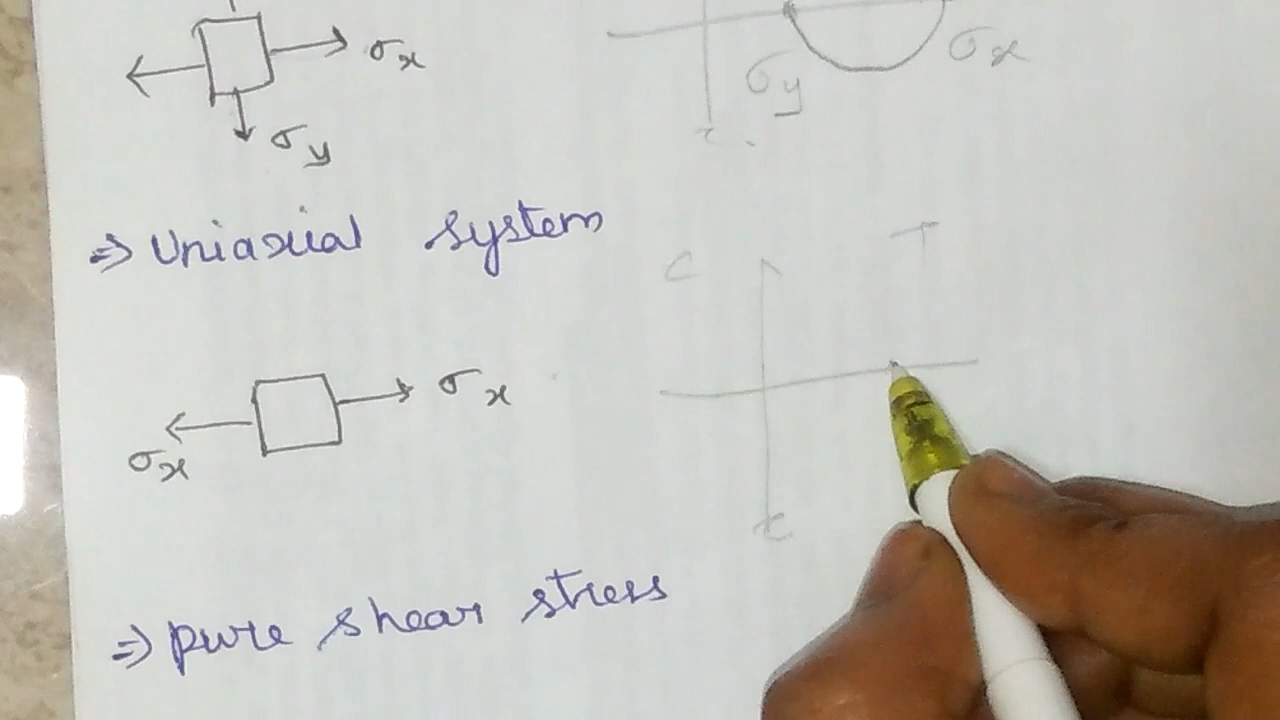 σx
σy
σy
σx
τ
⇒ Uniaxial system
C
T
σx
σx
τ
⇒ pure shear stress